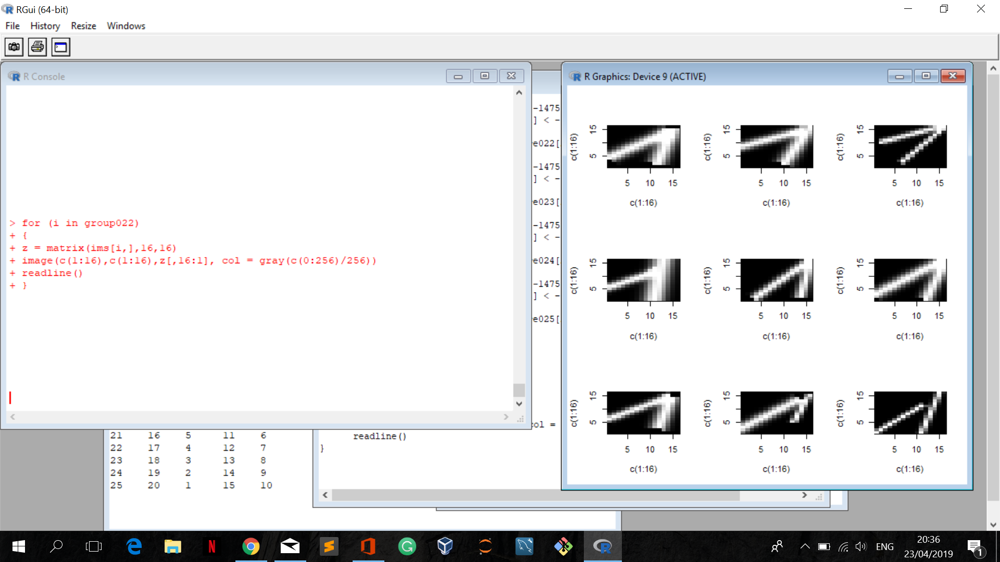 RGui (64-bit)
File History Resize Windows
R Console
> for (i in group022)
+ {
+ z = matrix(ims[i,],16,16)
+ image(c(1:16),c(1:16),z[,16:1], col = gray(c(0:256)/256))
+ readline()
+ }
-1475
] < -
e022[
-1475
] < -
e023[
-1475
] < -
e024[
-1475
] < -
e025[
col =
readline()
}
21 16 5 11 6
22 17 4 12 7
23 18 3 13 8
24 19 2 14 9
25 20 1 15 10
R Graphics: Device 9 (ACTIVE)
c(1:16) 5 15 c(1:16) 5 15 c(1:16) 5 15
5 10 15 5 10 15 5 10 15
c(1:16) c(1:16) c(1:16)
c(1:16) 5 15 c(1:16) 5 15 c(1:16) 5 15
5 10 15 5 10 15 5 10 15
c(1:16) c(1:16) c(1:16)
c(1:16) 5 15 c(1:16) 5 15 c(1:16) 5 15
5 10 15 5 10 15 5 10 15
c(1:16) c(1:16) c(1:16)
ENG
20:36
23/04/2019
1